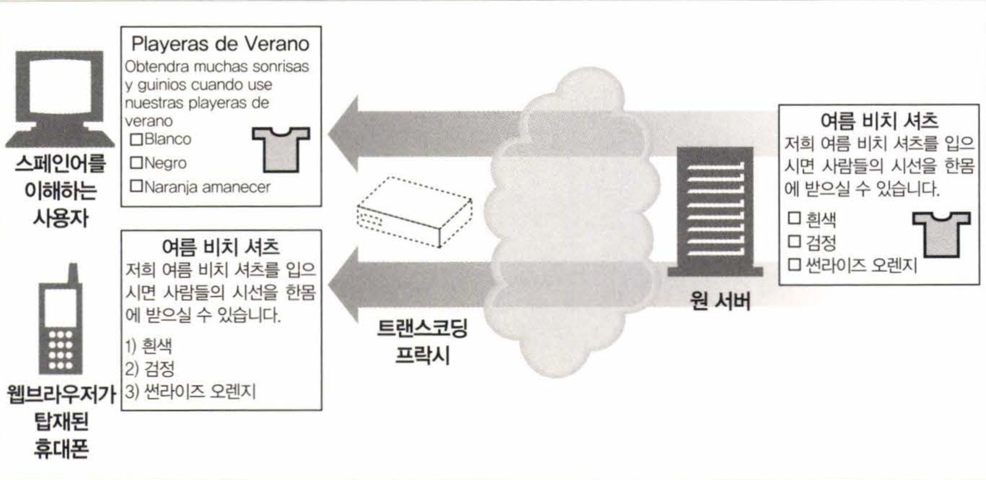 Playeras de Verano
Obtendra muchas sonrisas
y guinios cuando use
nuestras playeras de
verano
□Blanco
□Negro
□Naranja amanecer
스페인어를
이해하는
사용자
여름 비치 셔츠
저희 여름 비치 셔츠를 입으
시면 사람들의 시선을 한몸
에 받으실 수 있습니다.
1) 흰색
2) 검정
3) 썬라이즈 오렌지
웹브라우저가
탑재된
휴대폰
트랜스코딩
프락시
원 서버
여름 비치 셔츠
저희 여름 비치 셔츠를 입으
시면 사람들의 시선을 한몸
에 받으실 수 있습니다.
□ 흰색
□ 검정
□ 썬라이즈 오렌지